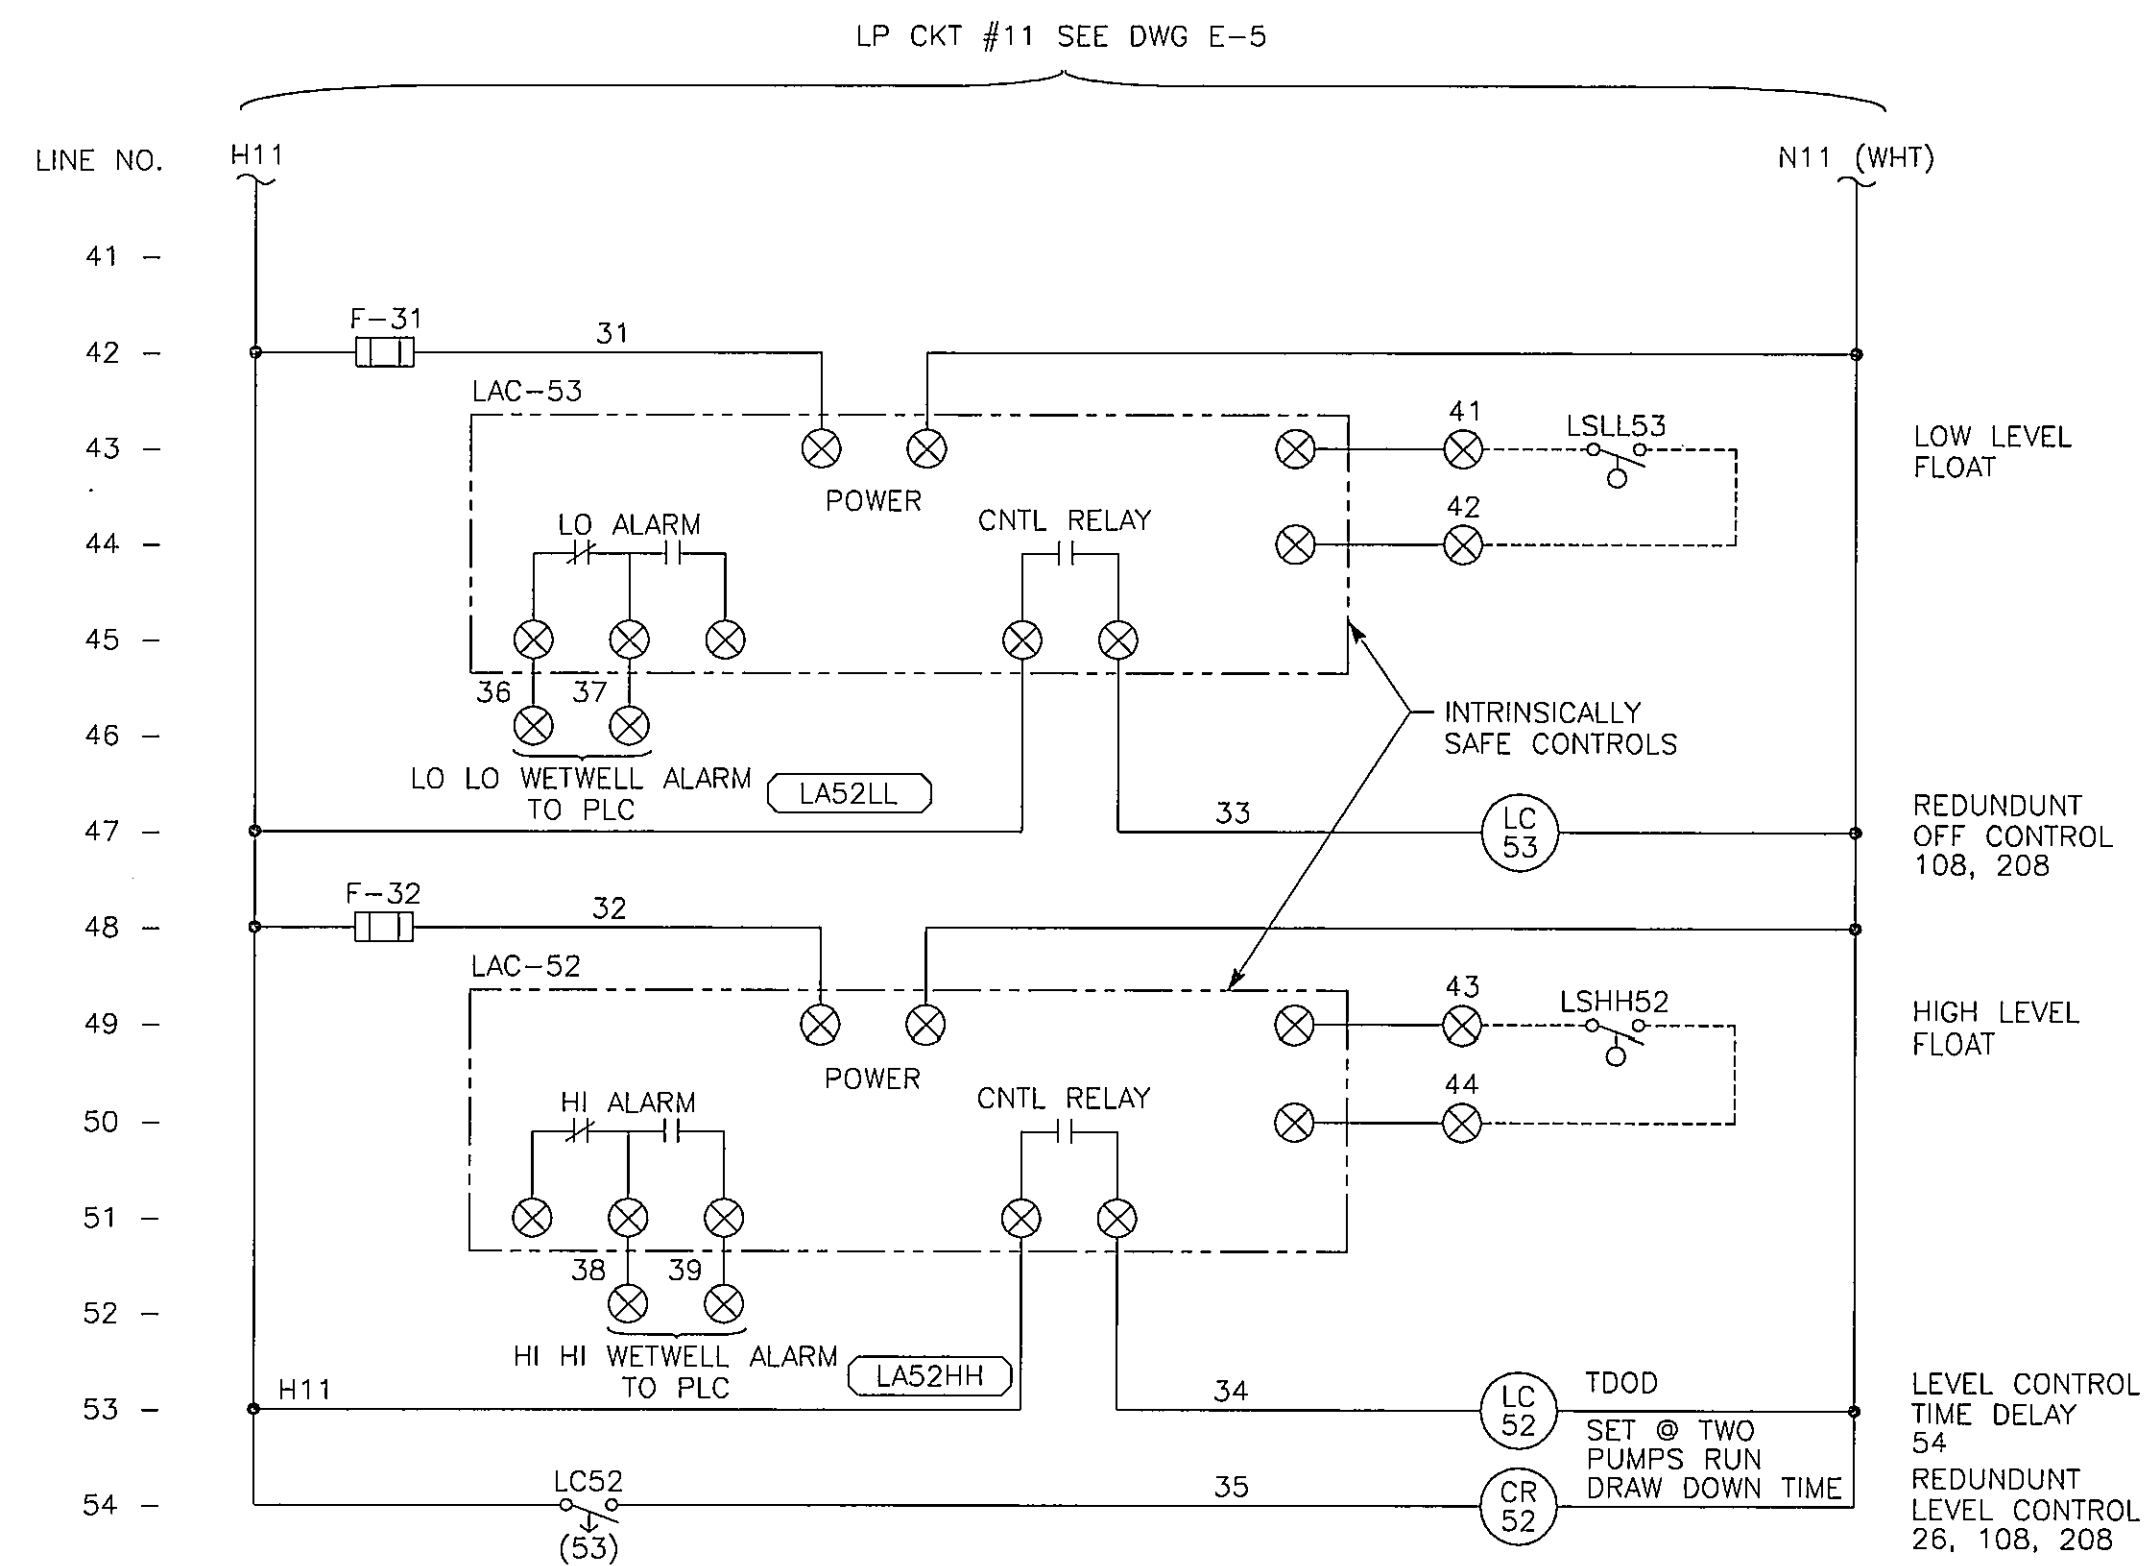 LP CKT #11 SEE DWG E-5
LINE NO.
H11
N11 (WHT)
41 -
F-31
42 -
31
LAC-53
41
LSLL53
43 -
LOW LEVEL
FLOAT
POWER
LO ALARM
CNTL RELAY
42
44 -
45 -
36
37
46 -
INTRINSICALLY
SAFE CONTROLS
LO LO WETWELL ALARM
TO PLC
LA52LL
47 -
33
LC
53
REDUNDUNT
OFF CONTROL
108, 208
F-32
48 -
32
LAC-52
43
LSHH52
49 -
HIGH LEVEL
FLOAT
POWER
HI ALARM
CNTL RELAY
44
50 -
51 -
38
39
52 -
HI HI WETWELL ALARM
TO PLC
LA52HH
H11
53 -
34
LC
52
TDOD
SET @ TWO
PUMPS RUN
DRAW DOWN TIME
LEVEL CONTROL
TIME DELAY
54
LC52
54 -
(53)
35
CR
52
REDUNDUNT
LEVEL CONTROL
26, 108, 208